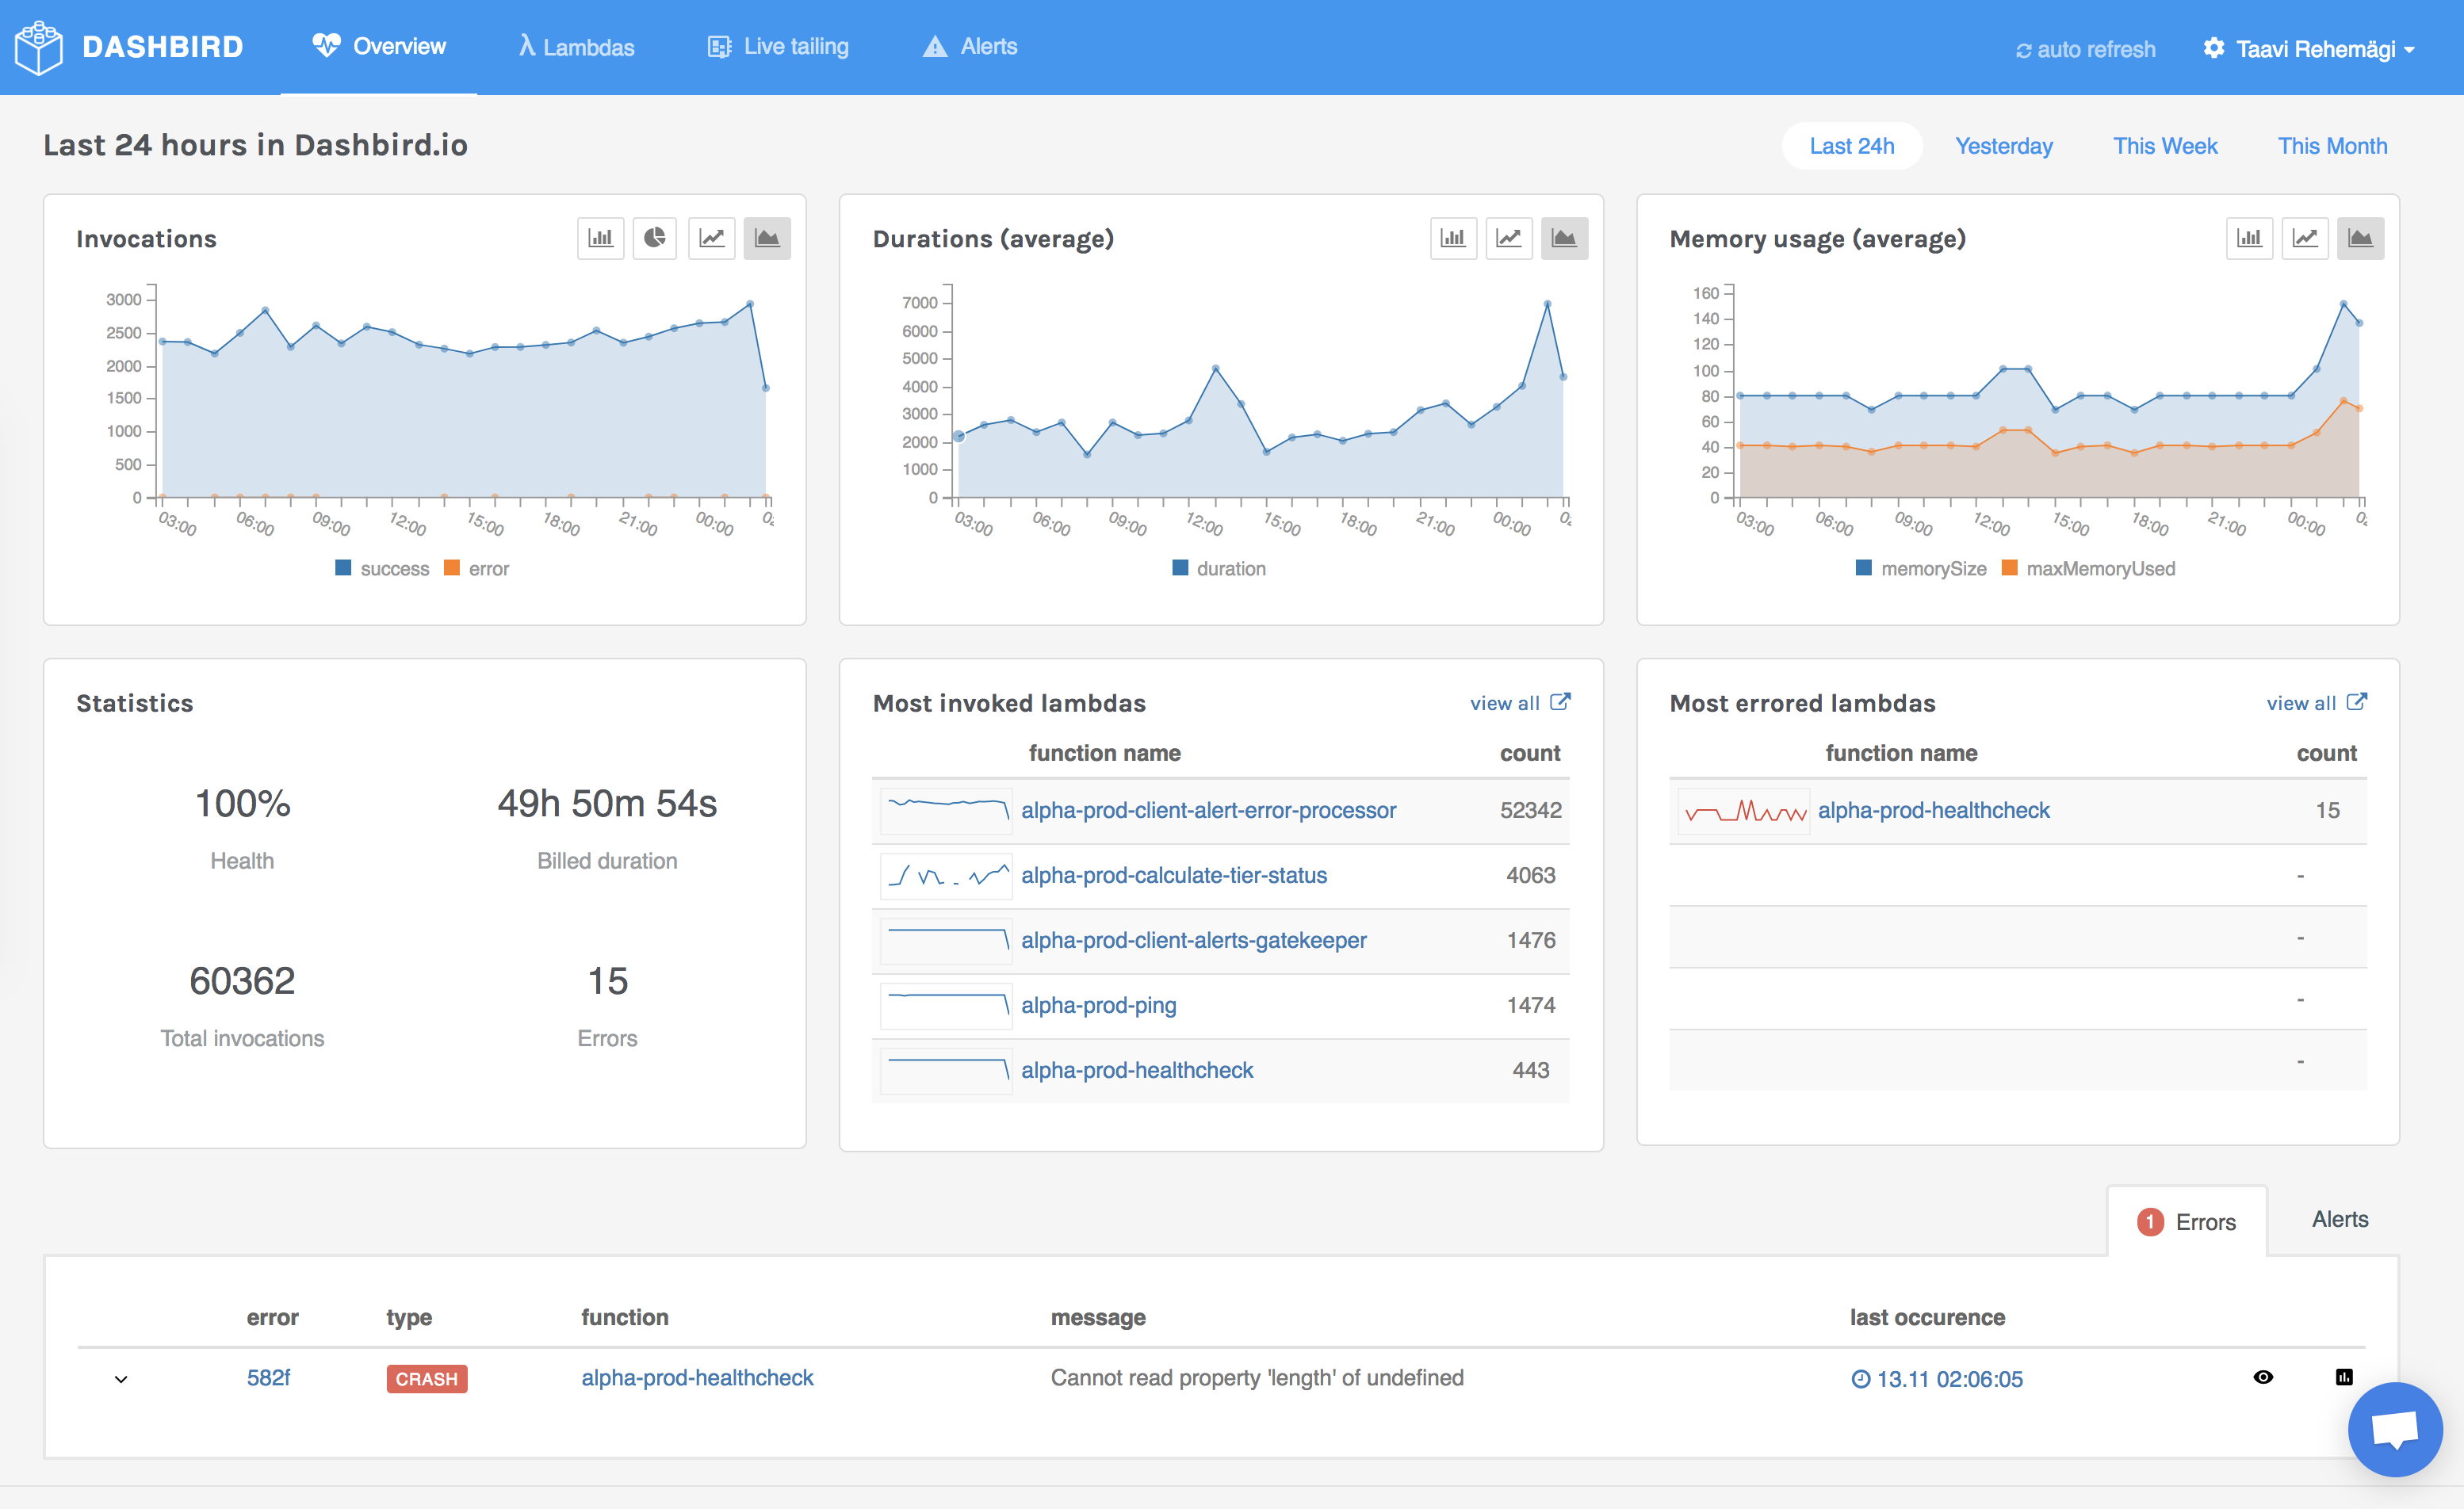 DASHBIRD Overview λ Lambdas Live tailing Alerts auto refresh Taavi Rehemägi
Last 24 hours in Dashbird.io Last 24h Yesterday This Week This Month
Invocations
3000
2500
2000
1500
1000
500
0
03:00 06:00 09:00 12:00 15:00 18:00 21:00 00:00
success error
Durations (average)
7000
6000
5000
4000
3000
2000
1000
0
03:00 06:00 09:00 12:00 15:00 18:00 21:00 00:00
duration
Memory usage (average)
160
140
120
100
80
60
40
20
0
03:00 06:00 09:00 12:00 15:00 18:00 21:00 00:00
memorySize maxMemoryUsed
Statistics
100% 49h 50m 54s
Health Billed duration
60362 15
Total invocations Errors
Most invoked lambdas view all
function name count
alpha-prod-client-alert-error-processor 52342
alpha-prod-calculate-tier-status 4063
alpha-prod-client-alerts-gatekeeper 1476
alpha-prod-ping 1474
alpha-prod-healthcheck 443
Most errored lambdas view all
function name count
alpha-prod-healthcheck 15
-
-
-
-
1 Errors Alerts
error type function message last occurence
582f CRASH alpha-prod-healthcheck Cannot read property 'length' of undefined 13.11 02:06:05